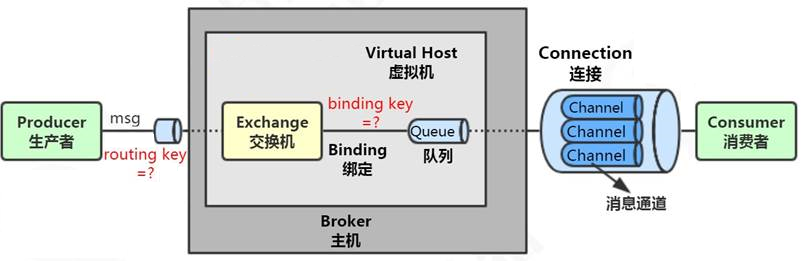 Producer
生产者
msg
routing key
=?
Exchange
交换机
Virtual Host
虚拟机
binding key
=?
Binding
绑定
Queue
队列
Broker
主机
Connection
连接
Channel
Channel
Channel
消息通道
Consumer
消费者